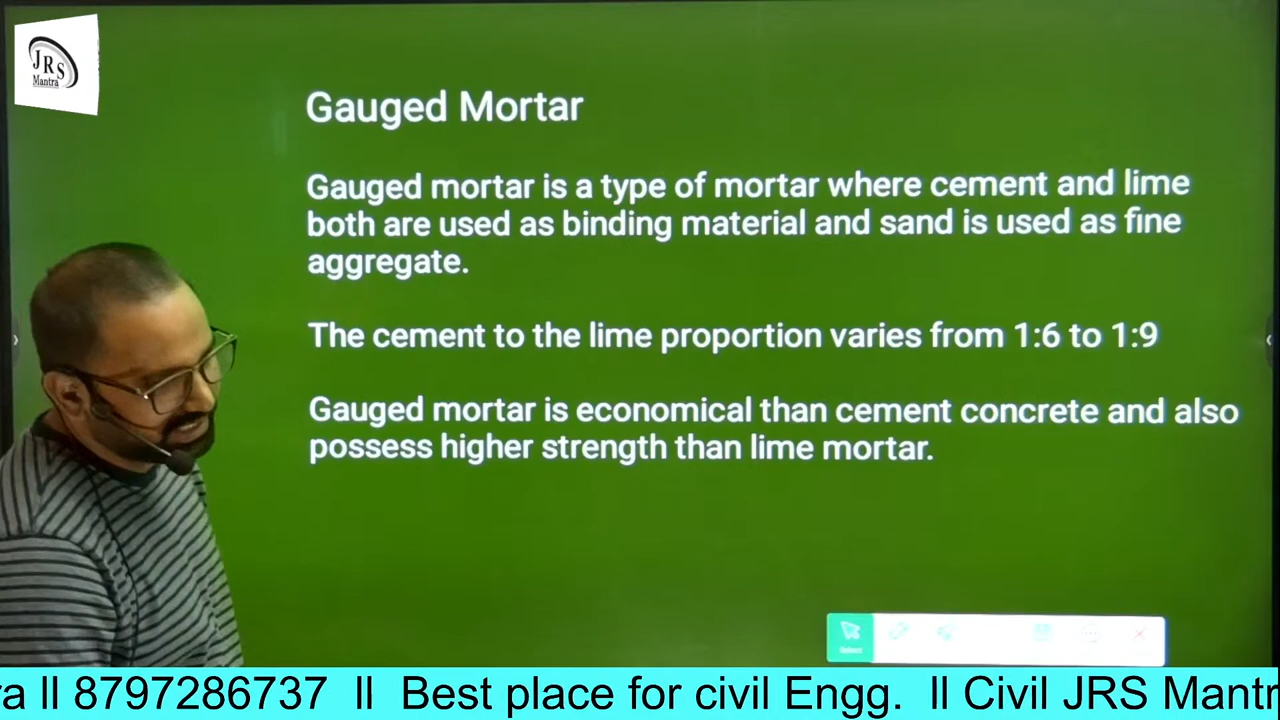 JRS
Mantra
Gauged Mortar
Gauged mortar is a type of mortar where cement and lime
both are used as binding material and sand is used as fine
aggregate.
The cement to the lime proportion varies from 1:6 to 1:9
Gauged mortar is economical than cement concrete and also
possess higher strength than lime mortar.
Select
ra ll 8797286737 ll Best place for civil Engg. ll Civil JRS Mantr